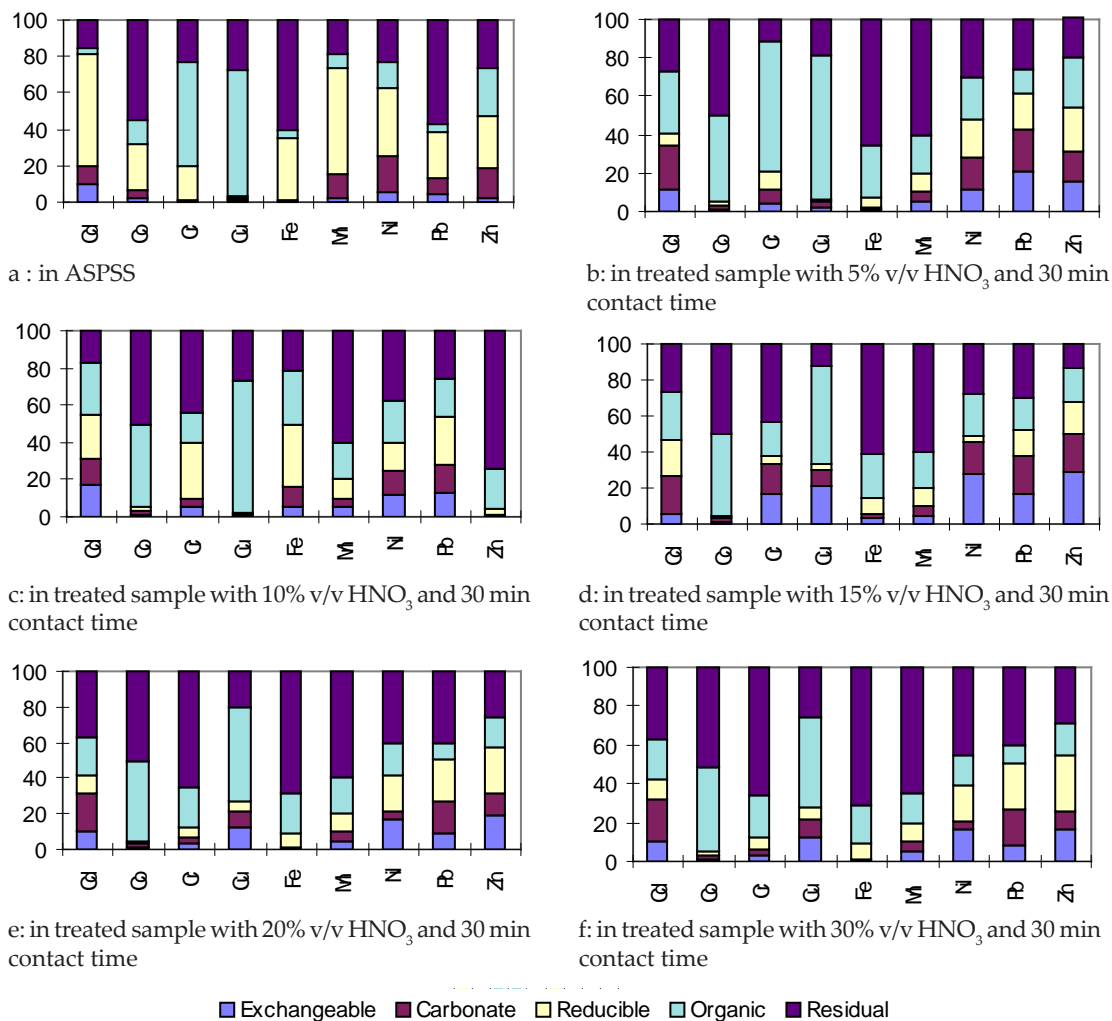 100
80
60
40
20
0
Cd Co Cr Cu Fe Mn Ni Pb Zn
a : in ASPSS
100
80
60
40
20
0
Cd Co Cr Cu Fe Mn Ni Pb Zn
b: in treated sample with 5% v/v HNO₃ and 30 min
contact time
100
80
60
40
20
0
Cd Co Cr Cu Fe Mn Ni Pb Zn
c: in treated sample with 10% v/v HNO₃ and 30 min
contact time
100
80
60
40
20
0
Cd Co Cr Cu Fe Mn Ni Pb Zn
d: in treated sample with 15% v/v HNO₃ and 30 min
contact time
100
80
60
40
20
0
Cd Co Cr Cu Fe Mn Ni Pb Zn
e: in treated sample with 20% v/v HNO₃ and 30 min
contact time
100
80
60
40
20
0
Cd Co Cr Cu Fe Mn Ni Pb Zn
f: in treated sample with 30% v/v HNO₃ and 30 min
contact time
Exchangeable Carbonate Reducible Organic Residual